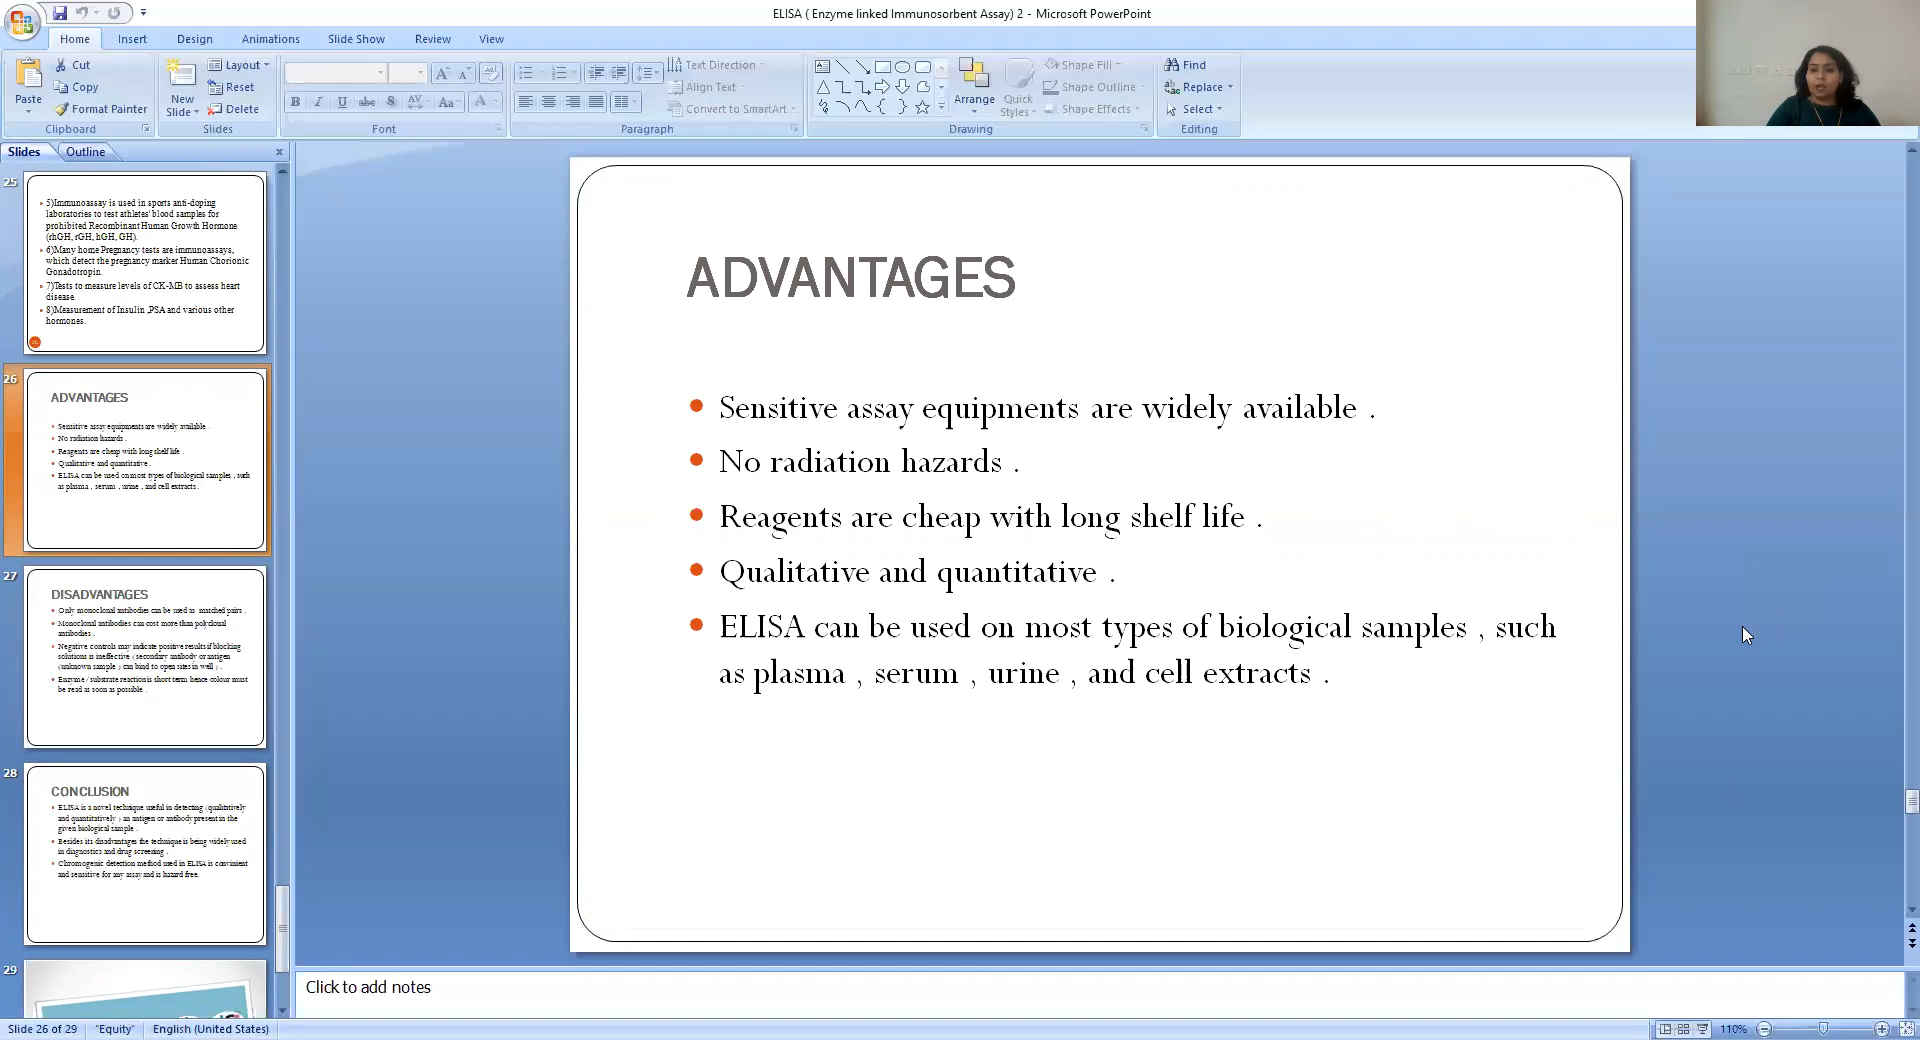 ELISA ( Enzyme linked Immunosorbent Assay) 2 - Microsoft PowerPoint
Home Insert Design Animations Slide Show Review View
Paste
Cut
Copy
Format Painter
Clipboard
New Slide
Layout
Reset
Delete
Slides
Font
Text Direction
Align Text
Convert to SmartArt
Paragraph
Arrange
Quick Styles
Shape Fill
Shape Outline
Shape Effects
Drawing
Find
Replace
Select
Editing
Slides Outline
25
• 5)Immunoassay is used in sports anti-doping
laboratories to test athletes' blood samples for
prohibited Recombinant Human Growth Hormone
(rhGH, rGH, hGH, GH).
• 6)Many home Pregnancy tests are immunoassays,
which detect the pregnancy marker Human Chorionic
Gonadotropin.
• 7)Tests to measure levels of CK-MB to assess heart
disease.
• 8)Measurement of Insulin ,PSA and various other
hormones.
26
ADVANTAGES
• Sensitive assay equipments are widely available .
• No radiation hazards .
• Reagents are cheap with long shelf life .
• Qualitative and quantitative .
• ELISA can be used on most types of biological samples , such
as plasma , serum , urine , and cell extracts .
27
DISADVANTAGES
• Only monoclonal antibodies can be used as matched pairs .
• Monoclonal antibodies can cost more than polyclonal
antibodies .
• Negative controls may indicate positive results if blocking
solutions is ineffective ( secondary antibody or antigen
(unknown sample ) can bind to open sites in well ) .
• Enzyme / substrate reaction is short term hence colour must
be read as soon as possible .
28
CONCLUSION
• ELISA is a novel technique useful in detecting (qualitatively
and quantitatively ) an antigen or antibody present in the
given biological sample .
• Besides its disadvantages the technique is being widely used
in diagnostics and drug screening .
• Chromogenic detection method used in ELISA is convinient
and sensitive for any assay and is hazard free.
29
ADVANTAGES
• Sensitive assay equipments are widely available .
• No radiation hazards .
• Reagents are cheap with long shelf life .
• Qualitative and quantitative .
• ELISA can be used on most types of biological samples , such
as plasma , serum , urine , and cell extracts .
Click to add notes
Slide 26 of 29 "Equity" English (United States) 110%